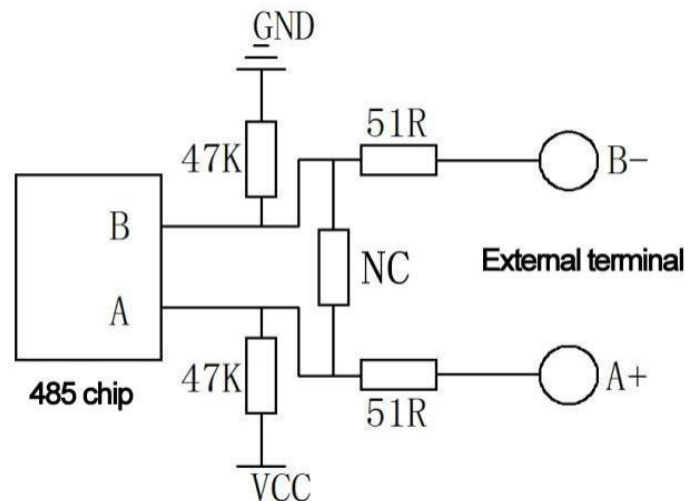 GND
51R
47K
B-
B
NC
External terminal
A
47K
A+
485 chip
51R
VCC